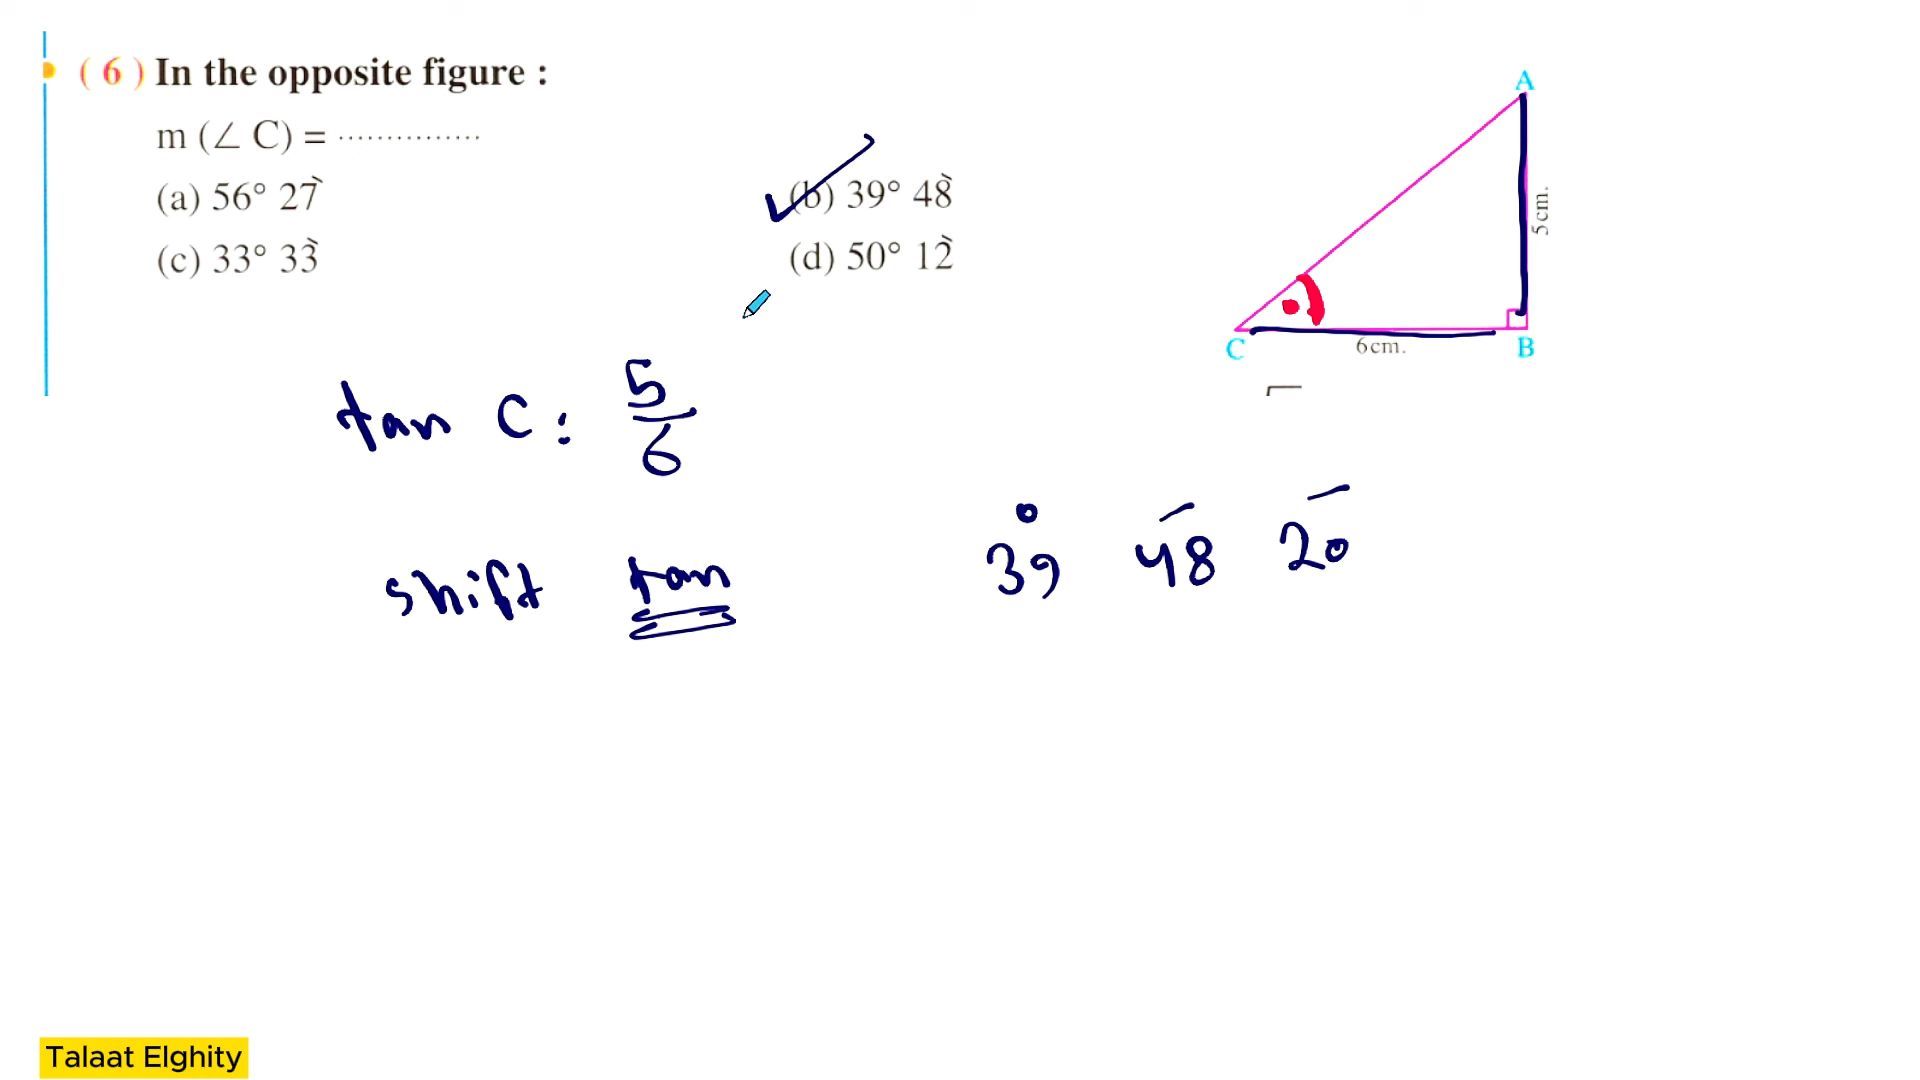 ( 6 ) In the opposite figure :
m (∠ C) = ...............
(a) 56° 27̀
(b) 39° 48̀
(c) 33° 33̀
(d) 50° 12̀
A
5cm.
C
6cm.
B
tan C : 5/6
shift tan
39° 48' 20'
Talaat Elghity